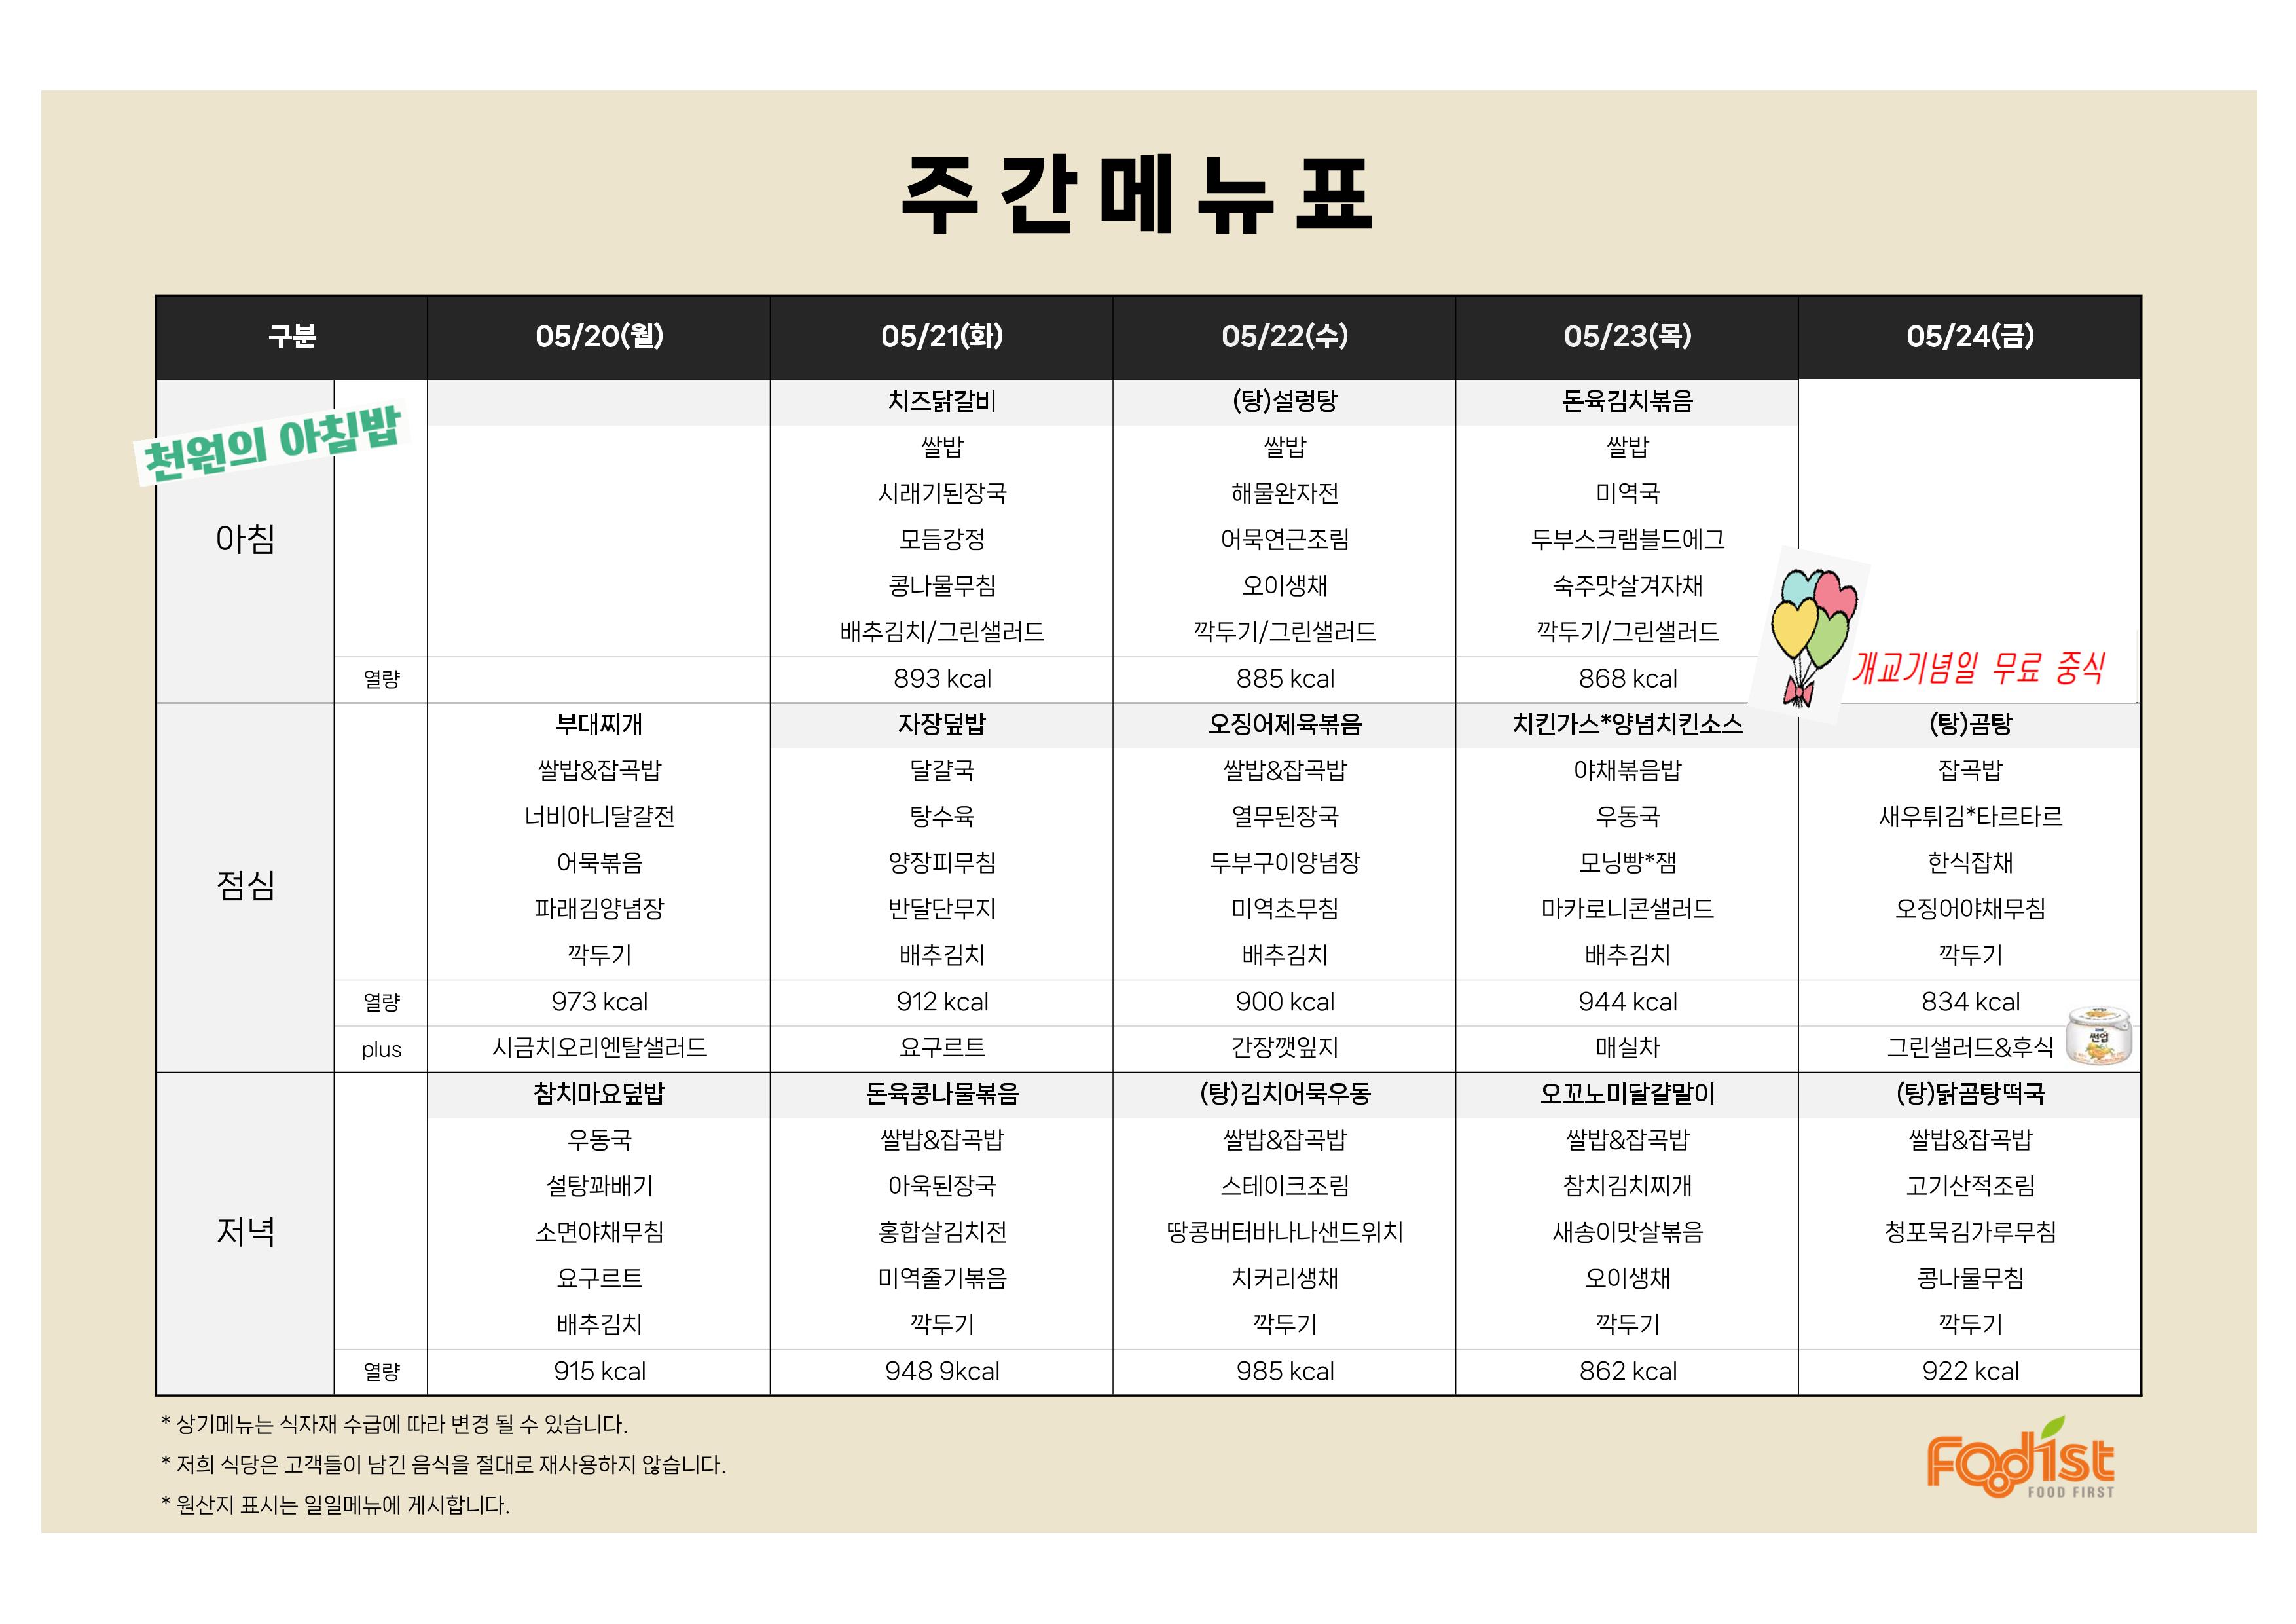 주간메뉴표
구분 05/20(월) 05/21(화) 05/22(수) 05/23(목) 05/24(금)
천원의 아침밥
아침
치즈닭갈비 (탕)설렁탕 돈육김치볶음
쌀밥 쌀밥 쌀밥
시래기된장국 해물완자전 미역국
모듬강정 어묵연근조림 두부스크램블드에그
콩나물무침 오이생채 숙주맛살겨자채
배추김치/그린샐러드 깍두기/그린샐러드 깍두기/그린샐러드
열량 893 kcal 885 kcal 868 kcal
개교기념일 무료 중식
점심
부대찌개 자장덮밥 오징어제육볶음 치킨가스*양념치킨소스 (탕)곰탕
쌀밥&잡곡밥 달걀국 쌀밥&잡곡밥 야채볶음밥 잡곡밥
너비아니달걀전 탕수육 열무된장국 우동국 새우튀김*타르타르
어묵볶음 양장피무침 두부구이양념장 모닝빵*잼 한식잡채
파래김양념장 반달단무지 미역초무침 마카로니콘샐러드 오징어야채무침
깍두기 배추김치 배추김치 배추김치 깍두기
열량 973 kcal 912 kcal 900 kcal 944 kcal 834 kcal
plus 시금치오리엔탈샐러드 요구르트 간장깻잎지 매실차 그린샐러드&후식
썬업
저녁
참치마요덮밥 돈육콩나물볶음 (탕)김치어묵우동 오꼬노미달걀말이 (탕)닭곰탕떡국
우동국 쌀밥&잡곡밥 쌀밥&잡곡밥 쌀밥&잡곡밥 쌀밥&잡곡밥
설탕꽈배기 아욱된장국 스테이크조림 참치김치찌개 고기산적조림
소면야채무침 홍합살김치전 땅콩버터바나나샌드위치 새송이맛살볶음 청포묵김가루무침
요구르트 미역줄기볶음 치커리생채 오이생채 콩나물무침
배추김치 깍두기 깍두기 깍두기 깍두기
열량 915 kcal 948 9kcal 985 kcal 862 kcal 922 kcal
* 상기메뉴는 식자재 수급에 따라 변경 될 수 있습니다.
* 저희 식당은 고객들이 남긴 음식을 절대로 재사용하지 않습니다.
* 원산지 표시는 일일메뉴에 게시합니다.
Fodist
FOOD FIRST